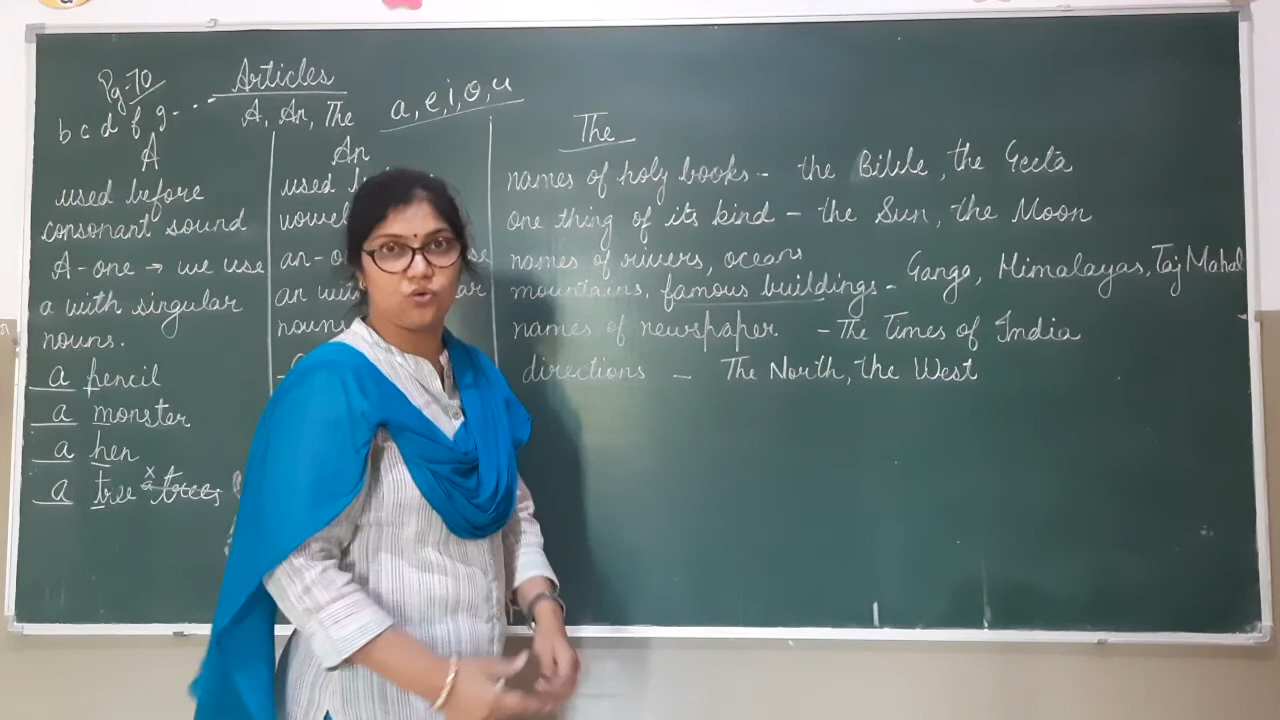 Pg-70
Articles
A, An, The
a, e, i, o, u
b c d f g - ...
A
used before
consonant sound
A-one → we use
a with singular
nouns.
a pencil
a monster
a hen
a tree x a trees
An
used
vowel
an-o
an
nouns
The
names of holy books - the Bible, the Geeta
one thing of its kind - the Sun, the Moon
names of rivers, oceans
mountains, famous buildings - Ganga, Himalayas, Taj Mahal
names of newspaper. - The Times of India
directions - The North, the West